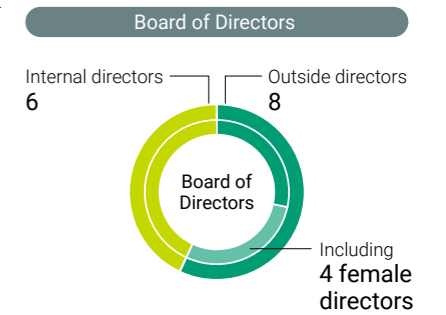 Board of Directors
Internal directors
6
Outside directors
8
Board of
Directors
Including
4 female
directors